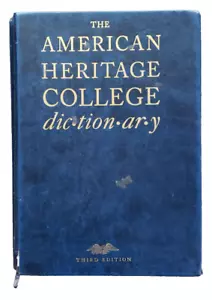 THE
AMERICAN
HERITAGE
COLLEGE
dic•tion•ar•y
THIRD EDITION